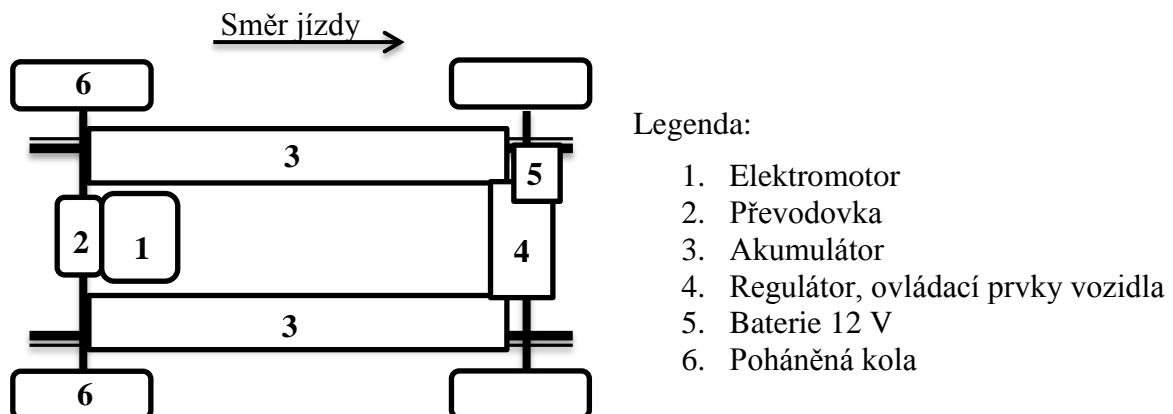 Směr jízdy
6
3
5
2
1
4
3
6
Legenda:
1. Elektromotor
2. Převodovka
3. Akumulátor
4. Regulátor, ovládací prvky vozidla
5. Baterie 12 V
6. Poháněná kola